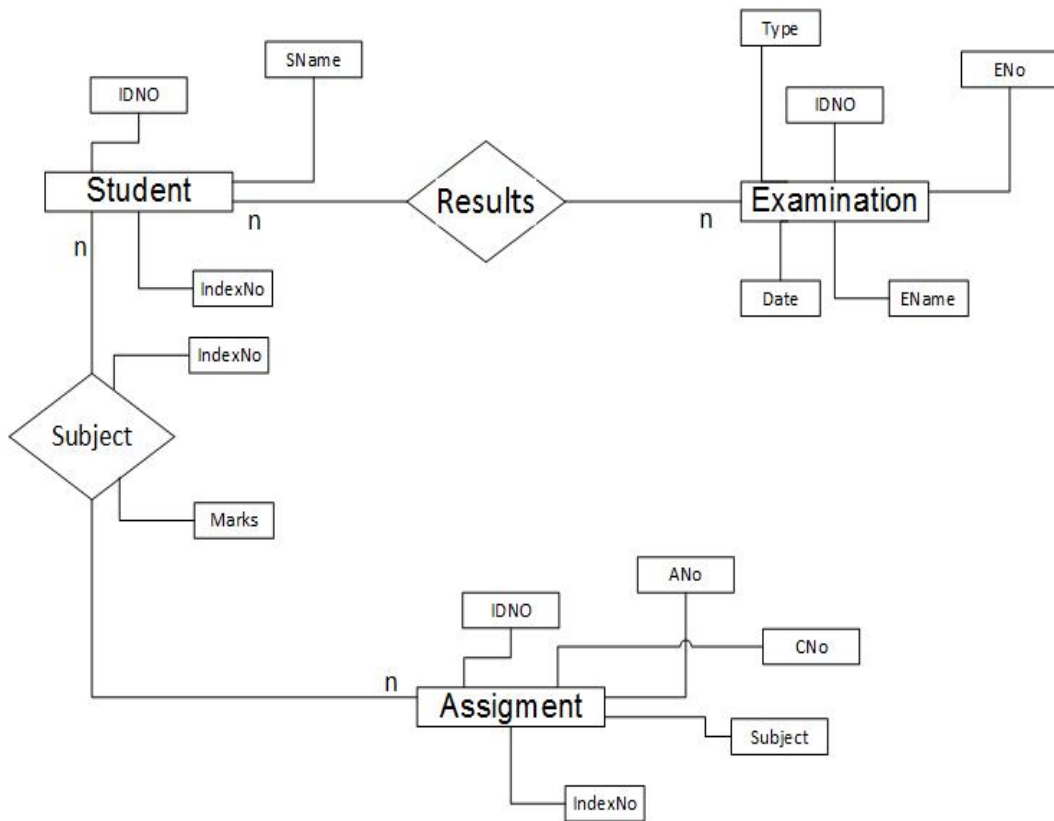 Type
SName
ENo
IDNO
IDNO
Student
Results
Examination
n
n
n
n
IndexNo
Date
EName
IndexNo
Subject
Marks
ANo
IDNO
CNo
n
Assigment
Subject
IndexNo